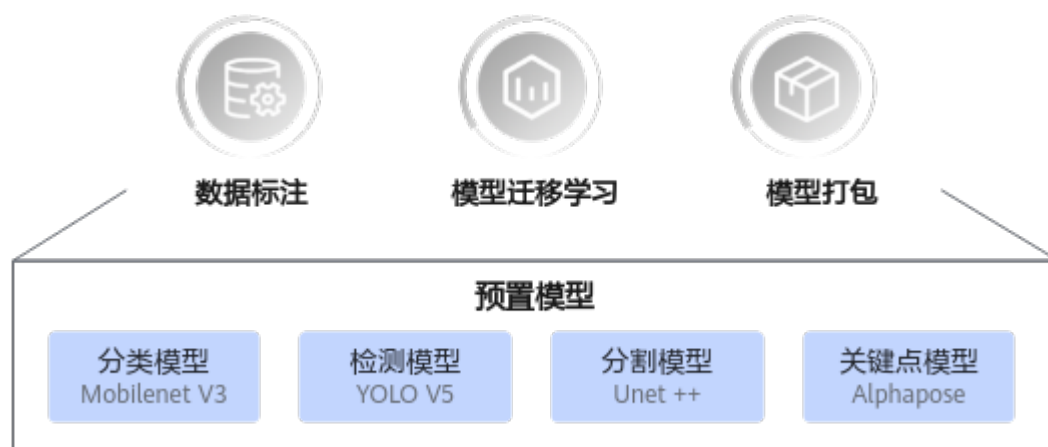 数据标注
模型迁移学习
模型打包
预置模型
分类模型
Mobilenet V3
检测模型
YOLO V5
分割模型
Unet ++
关键点模型
Alphapose